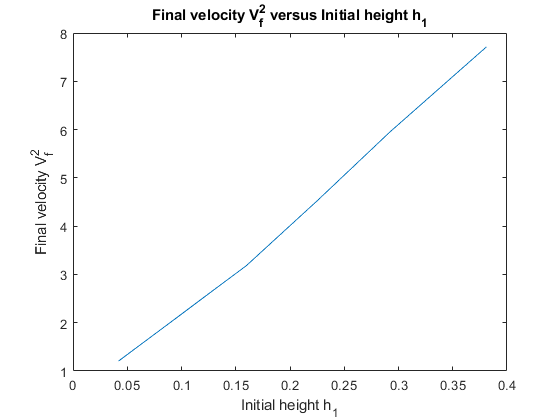 Final velocity V_f^2 versus Initial height h_1
8
7
6
5
4
3
2
1
Final velocity V_f^2
0 0.05 0.1 0.15 0.2 0.25 0.3 0.35 0.4
Initial height h_1